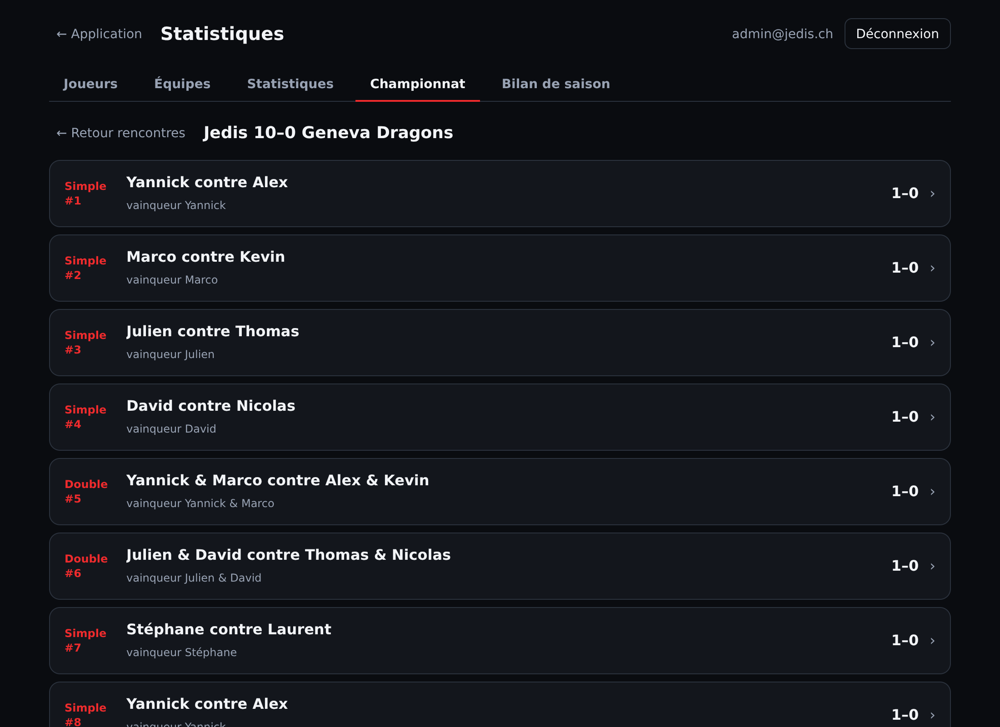 ← Application Statistiques admin@jedis.ch Déconnexion
Joueurs Équipes Statistiques Championnat Bilan de saison
← Retour rencontres Jedis 10–0 Geneva Dragons
Simple #1
Yannick contre Alex
vainqueur Yannick
1–0 ›
Simple #2
Marco contre Kevin
vainqueur Marco
1–0 ›
Simple #3
Julien contre Thomas
vainqueur Julien
1–0 ›
Simple #4
David contre Nicolas
vainqueur David
1–0 ›
Double #5
Yannick & Marco contre Alex & Kevin
vainqueur Yannick & Marco
1–0 ›
Double #6
Julien & David contre Thomas & Nicolas
vainqueur Julien & David
1–0 ›
Simple #7
Stéphane contre Laurent
vainqueur Stéphane
1–0 ›
Simple #8
Yannick contre Alex
vainqueur Yannick
1–0 ›